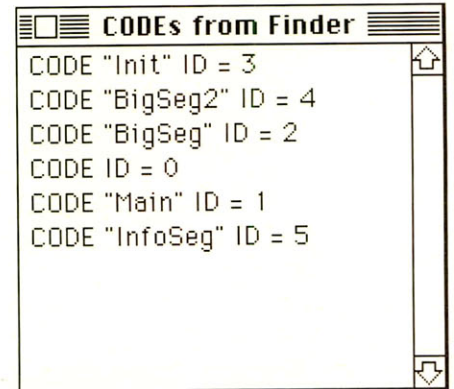 CODEs from Finder
CODE "Init" ID = 3
CODE "BigSeg2" ID = 4
CODE "BigSeg" ID = 2
CODE ID = 0
CODE "Main" ID = 1
CODE "InfoSeg" ID = 5